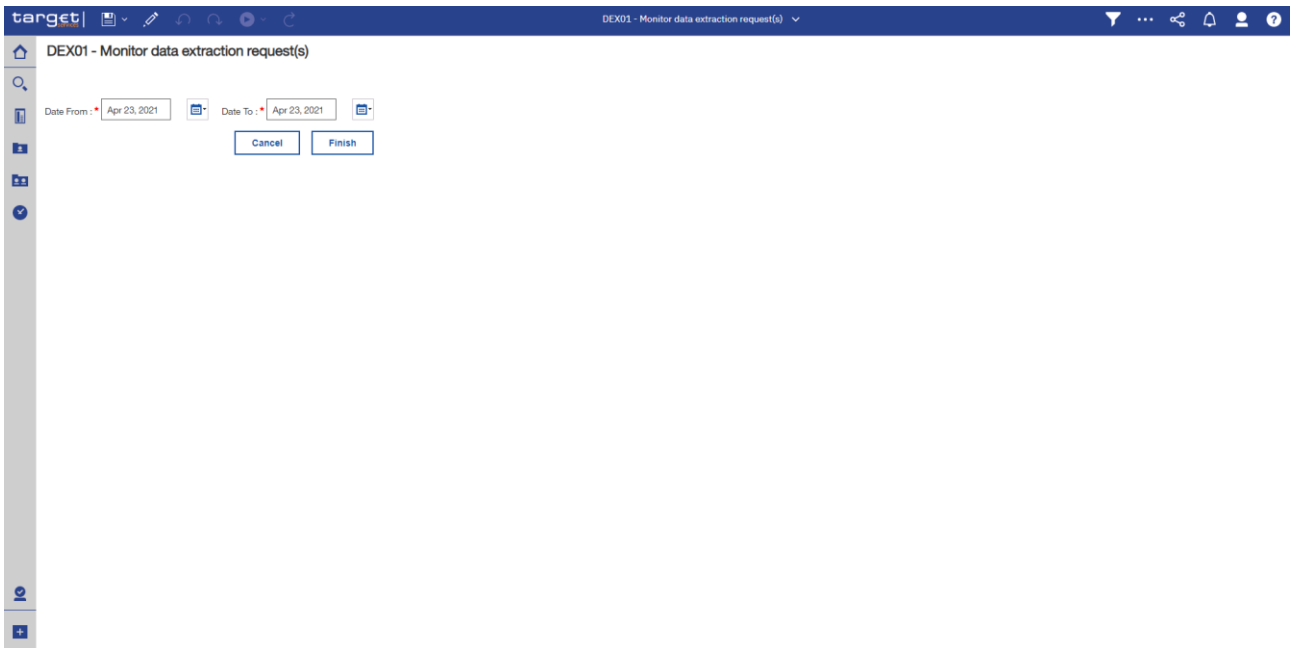 target| DEX01 - Monitor data extraction request(s)
services
DEX01 - Monitor data extraction request(s)
Date From : * Apr 23, 2021 Date To : * Apr 23, 2021
Cancel Finish